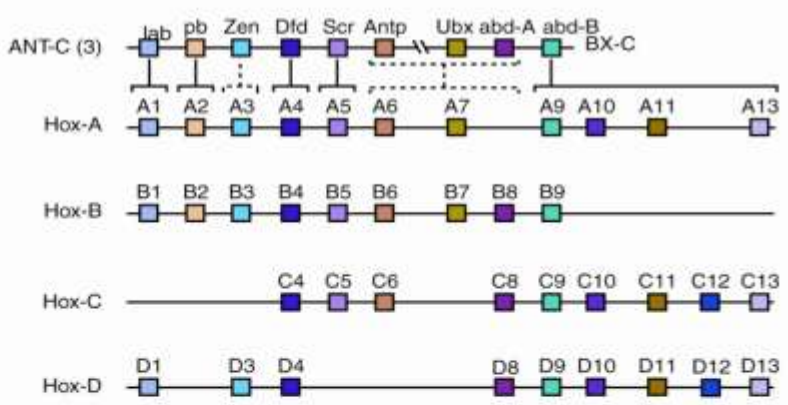 lab pb Zen Dfd Scr Antp Ubx abd-A abd-B
ANT-C (3) BX-C
A1 A2 A3 A4 A5 A6 A7 A9 A10 A11 A13
Hox-A
B1 B2 B3 B4 B5 B6 B7 B8 B9
Hox-B
C4 C5 C6 C8 C9 C10 C11 C12 C13
Hox-C
D1 D3 D4 D8 D9 D10 D11 D12 D13
Hox-D